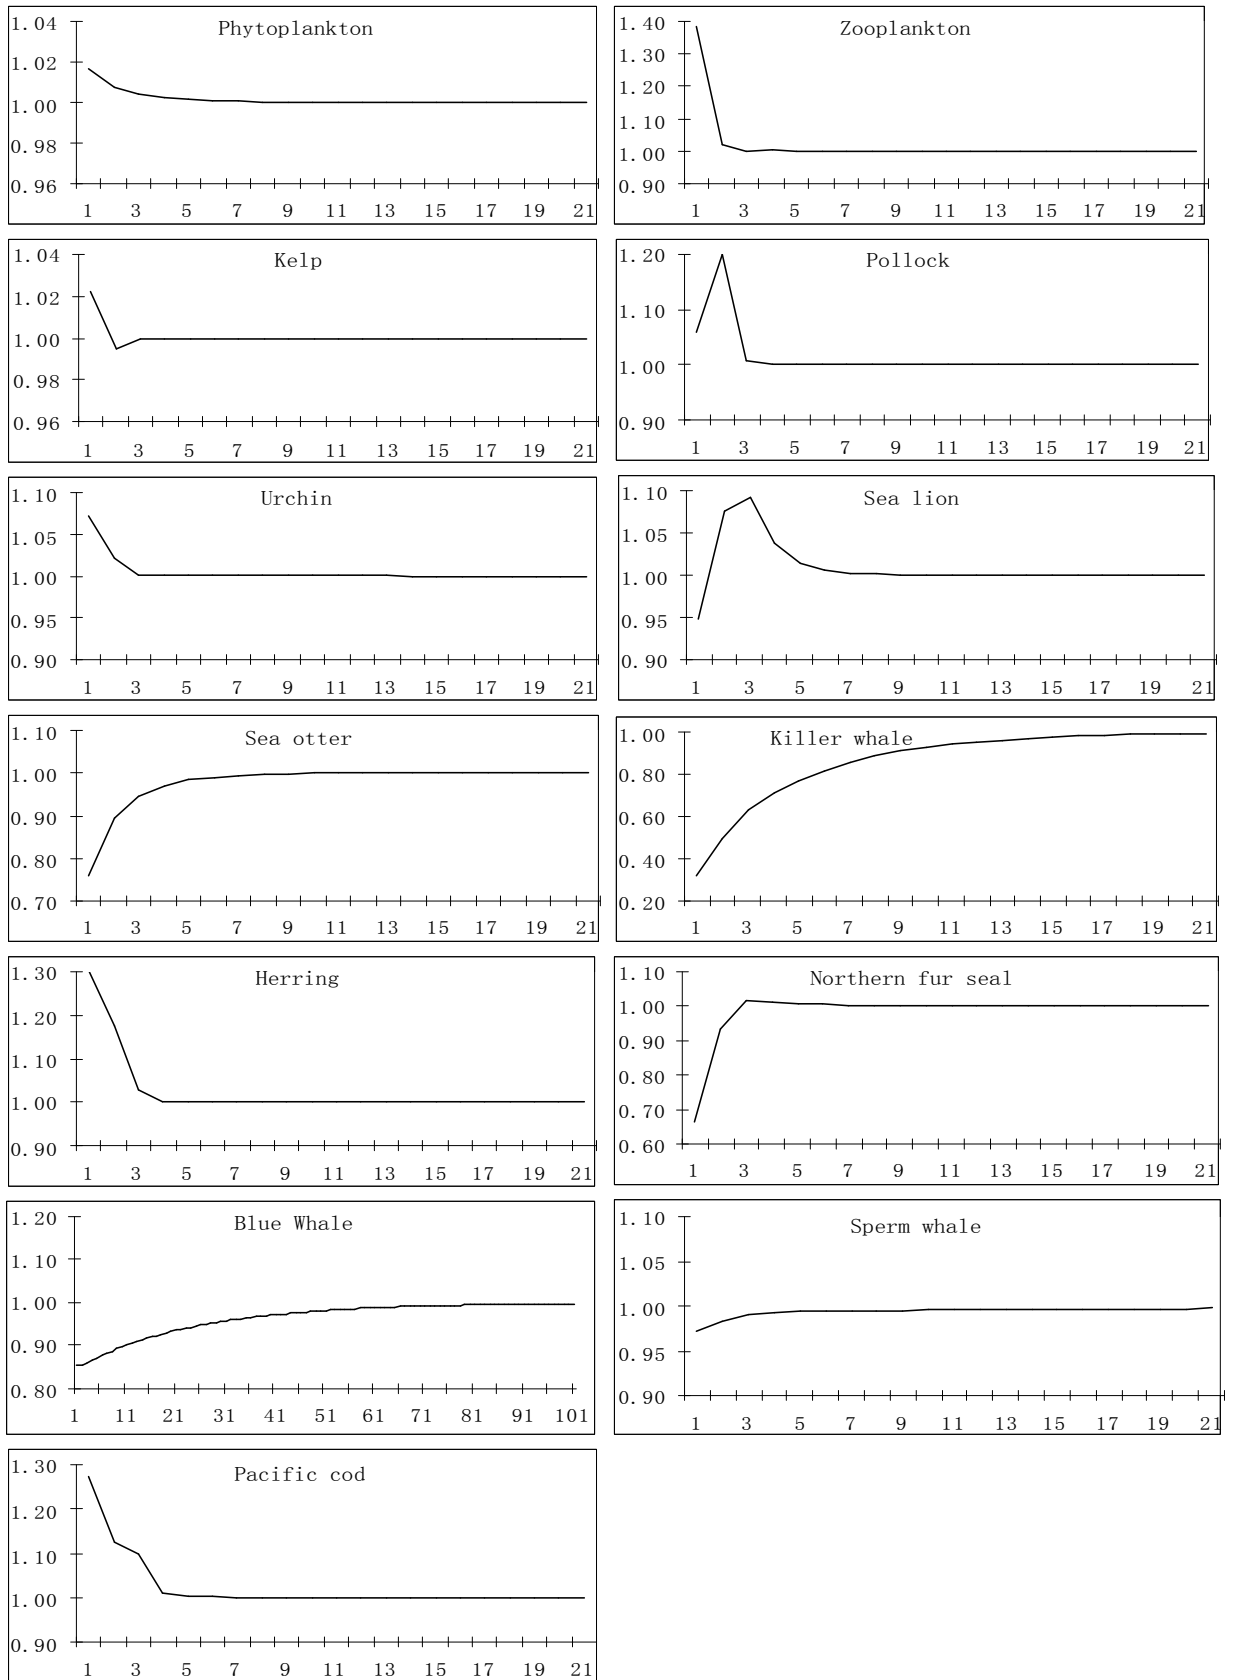 Phytoplankton
1.04
1.02
1.00
0.98
0.96
1 3 5 7 9 11 13 15 17 19 21
Zooplankton
1.40
1.30
1.20
1.10
1.00
0.90
1 3 5 7 9 11 13 15 17 19 21
Kelp
1.04
1.02
1.00
0.98
0.96
1 3 5 7 9 11 13 15 17 19 21
Pollock
1.20
1.10
1.00
0.90
1 3 5 7 9 11 13 15 17 19 21
Urchin
1.10
1.05
1.00
0.95
0.90
1 3 5 7 9 11 13 15 17 19 21
Sea lion
1.10
1.05
1.00
0.95
0.90
1 3 5 7 9 11 13 15 17 19 21
Sea otter
1.10
1.00
0.90
0.80
0.70
1 3 5 7 9 11 13 15 17 19 21
Killer whale
1.00
0.80
0.60
0.40
0.20
1 3 5 7 9 11 13 15 17 19 21
Herring
1.30
1.20
1.10
1.00
0.90
1 3 5 7 9 11 13 15 17 19 21
Northern fur seal
1.10
1.00
0.90
0.80
0.70
0.60
1 3 5 7 9 11 13 15 17 19 21
Blue Whale
1.20
1.10
1.00
0.90
0.80
1 11 21 31 41 51 61 71 81 91 101
Sperm whale
1.10
1.05
1.00
0.95
0.90
1 3 5 7 9 11 13 15 17 19 21
Pacific cod
1.30
1.20
1.10
1.00
0.90
1 3 5 7 9 11 13 15 17 19 21